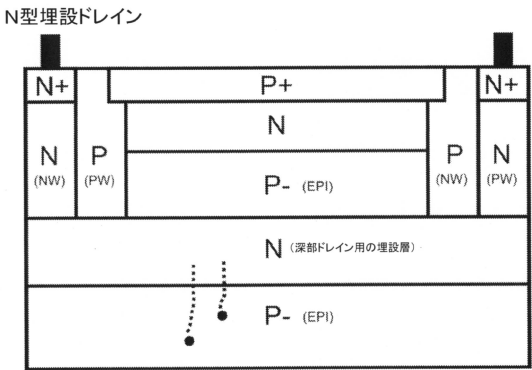 N型埋設ドレイン
N+ P+ N+
N
N P P N
(NW) (PW) (NW) (PW)
P- (EPI)
N (深部ドレイン用の埋設層)
P- (EPI)